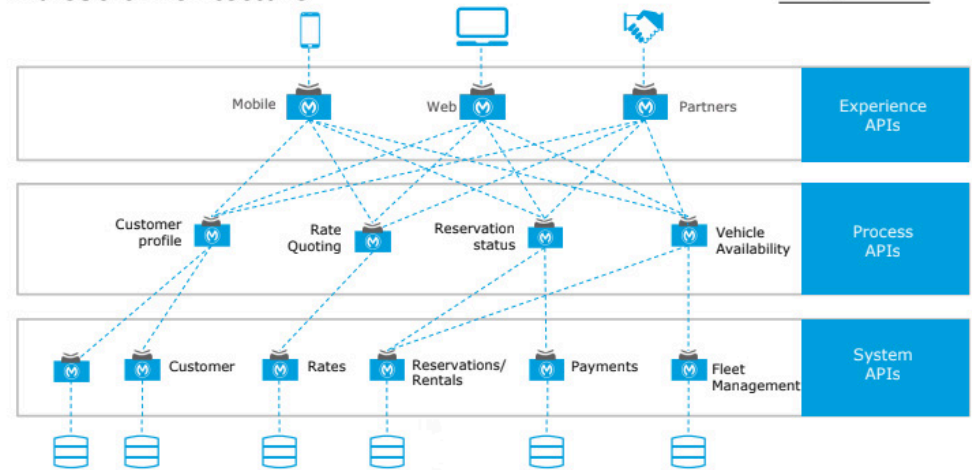 Mobile
Web
Partners
Experience
APIs
Customer
profile
Rate
Quoting
Reservation
status
Vehicle
Availability
Process
APIs
Customer
Rates
Reservations/
Rentals
Payments
Fleet
Management
System
APIs